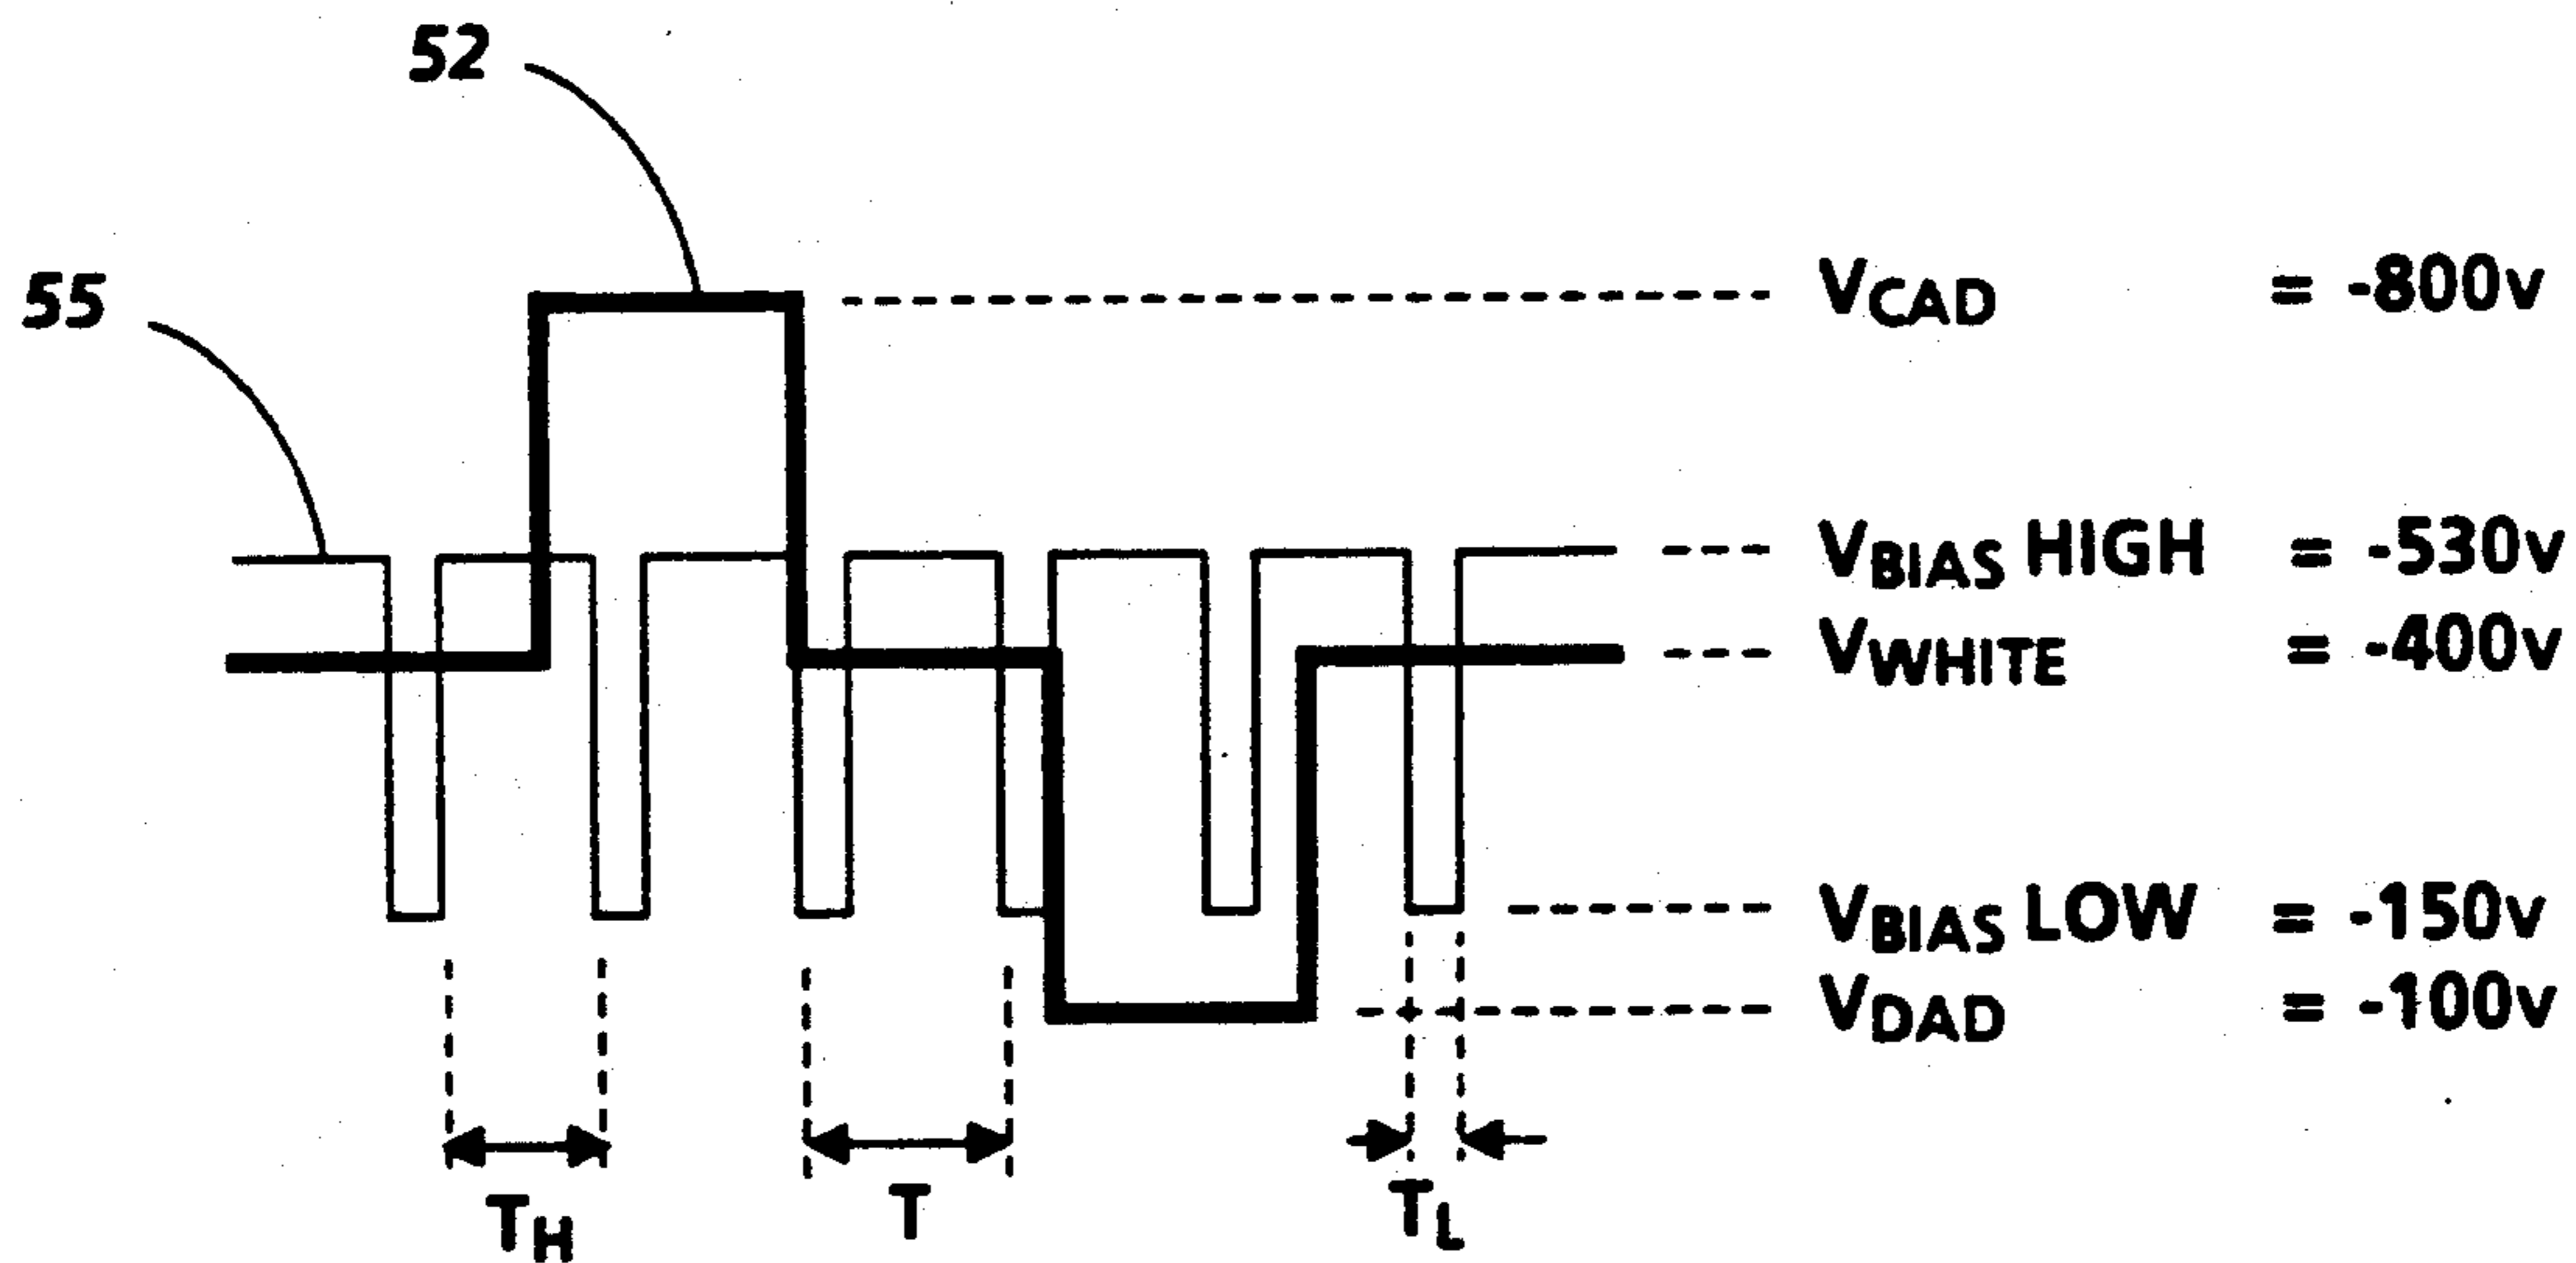 52
55
VCAD = -800v
VBIAS HIGH = -530v
VWHITE = -400v
VBIAS LOW = -150v
VDAD = -100v
TH T TL